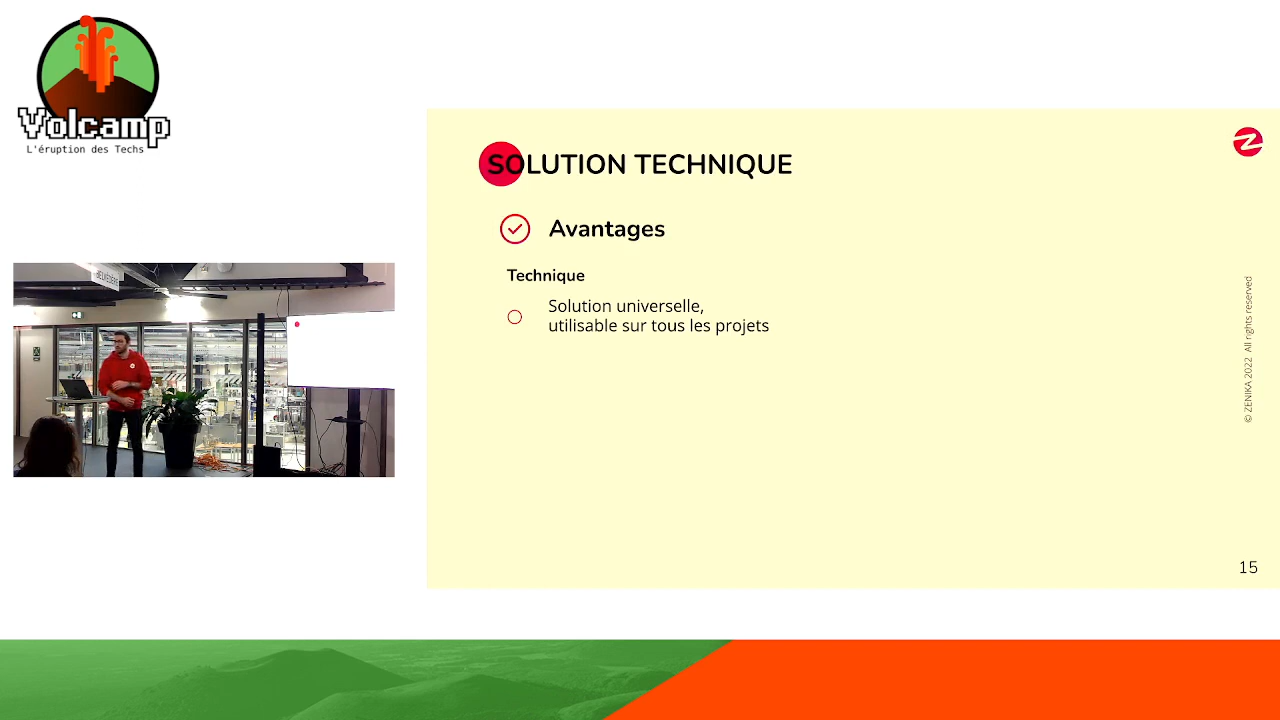 Volcamp
L'éruption des Techs
SOLUTION TECHNIQUE
Avantages
Technique
Solution universelle,
utilisable sur tous les projets
© ZENIKA 2022 All rights reserved
15